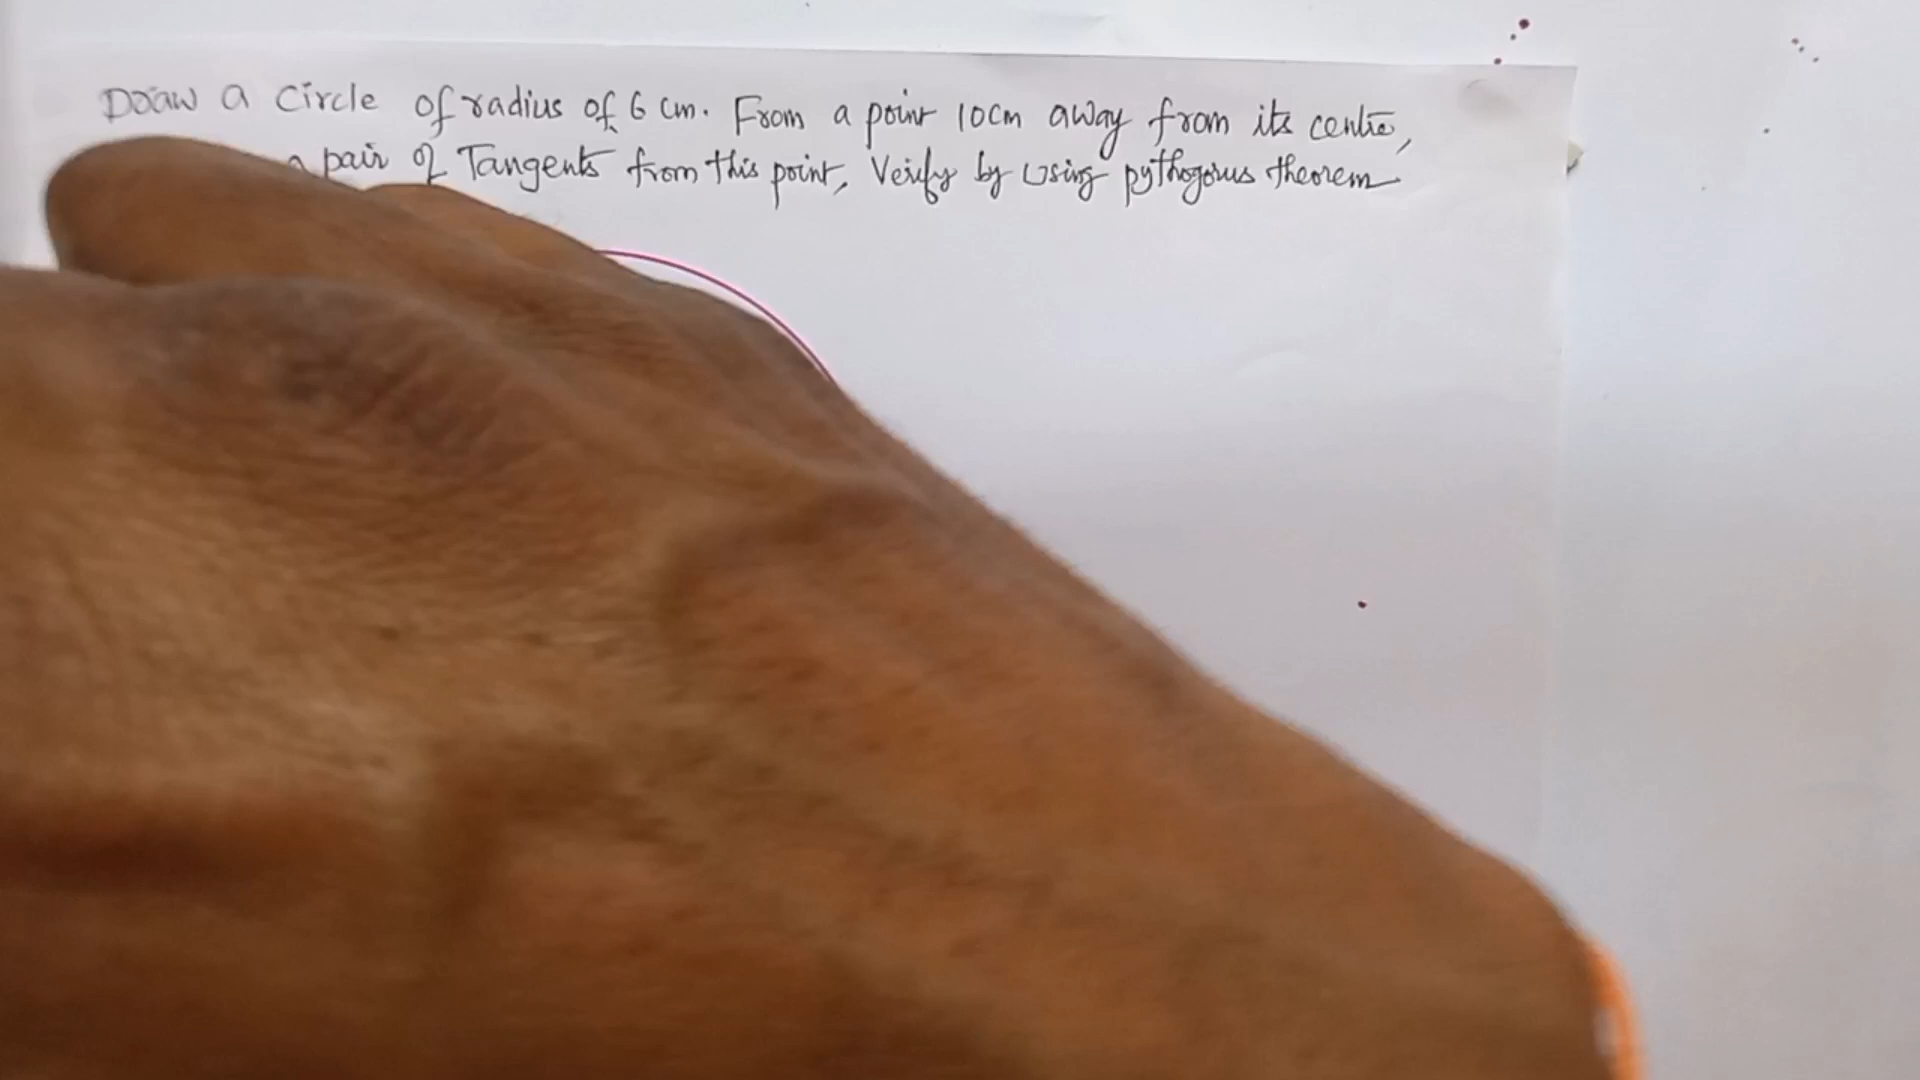 Draw a Circle of radius of 6 cm. From a point 10cm away from its centre,
a pair of Tangents from this point, Verify by Using pythogorus theorem.